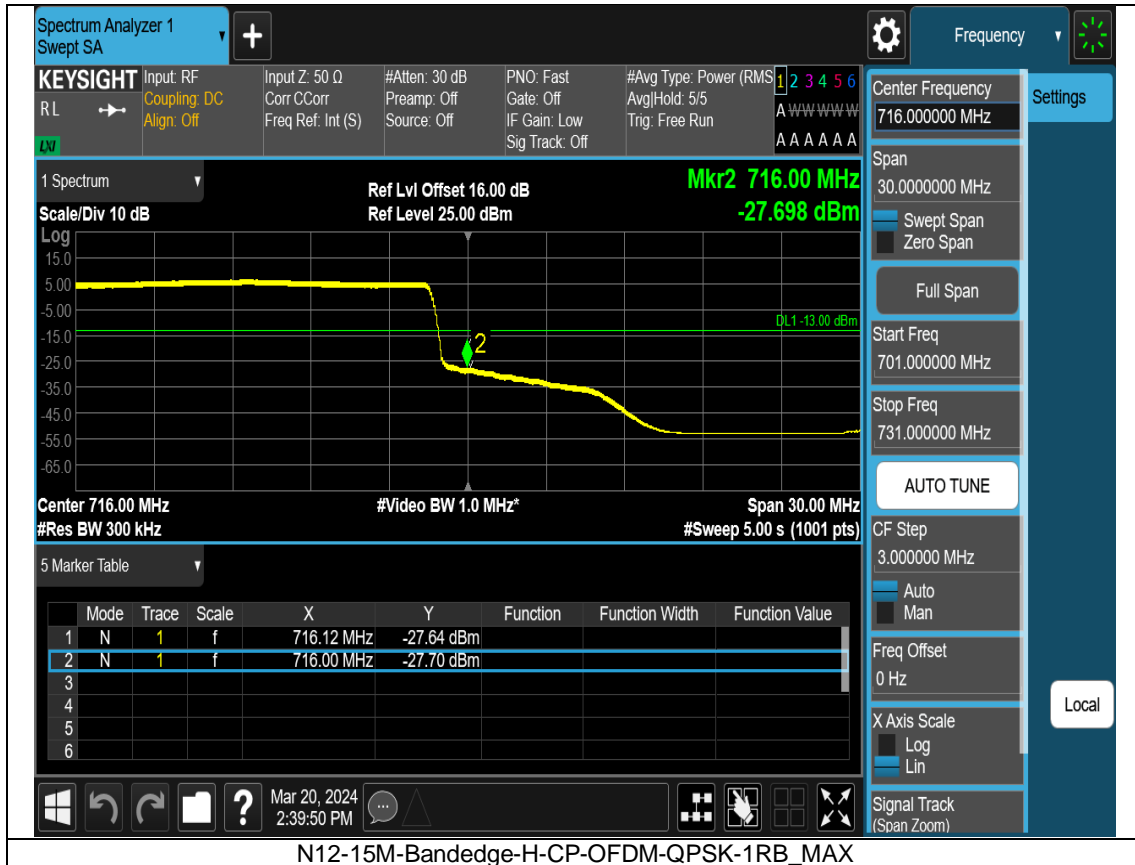 Spectrum Analyzer 1
Swept SA
Frequency
KEYSIGHT
RL
LXI
Input: RF
Coupling: DC
Align: Off
Input Z: 50 Ω
Corr CCorr
Freq Ref: Int (S)
#Atten: 30 dB
Preamp: Off
Source: Off
PNO: Fast
Gate: Off
IF Gain: Low
Sig Track: Off
#Avg Type: Power (RMS
Avg|Hold: 5/5
Trig: Free Run
1 2 3 4 5 6
A W W W W W
A A A A A A
1 Spectrum
Scale/Div 10 dB
Ref Lvl Offset 16.00 dB
Ref Level 25.00 dBm
Mkr2 716.00 MHz
-27.698 dBm
Log
15.0
5.00
-5.00
-15.0
-25.0
-35.0
-45.0
-55.0
-65.0
DL1 -13.00 dBm
2
Center 716.00 MHz
#Video BW 1.0 MHz*
Span 30.00 MHz
#Res BW 300 kHz
#Sweep 5.00 s (1001 pts)
5 Marker Table
Mode Trace Scale X Y Function Function Width Function Value
1 N 1 f 716.12 MHz -27.64 dBm
2 N 1 f 716.00 MHz -27.70 dBm
3
4
5
6
Mar 20, 2024
2:39:50 PM
?
Center Frequency
716.000000 MHz
Span
30.0000000 MHz
Swept Span
Zero Span
Full Span
Start Freq
701.000000 MHz
Stop Freq
731.000000 MHz
AUTO TUNE
CF Step
3.000000 MHz
Auto
Man
Freq Offset
0 Hz
X Axis Scale
Log
Lin
Signal Track
(Span Zoom)
Settings
Local
N12-15M-Bandedge-H-CP-OFDM-QPSK-1RB_MAX